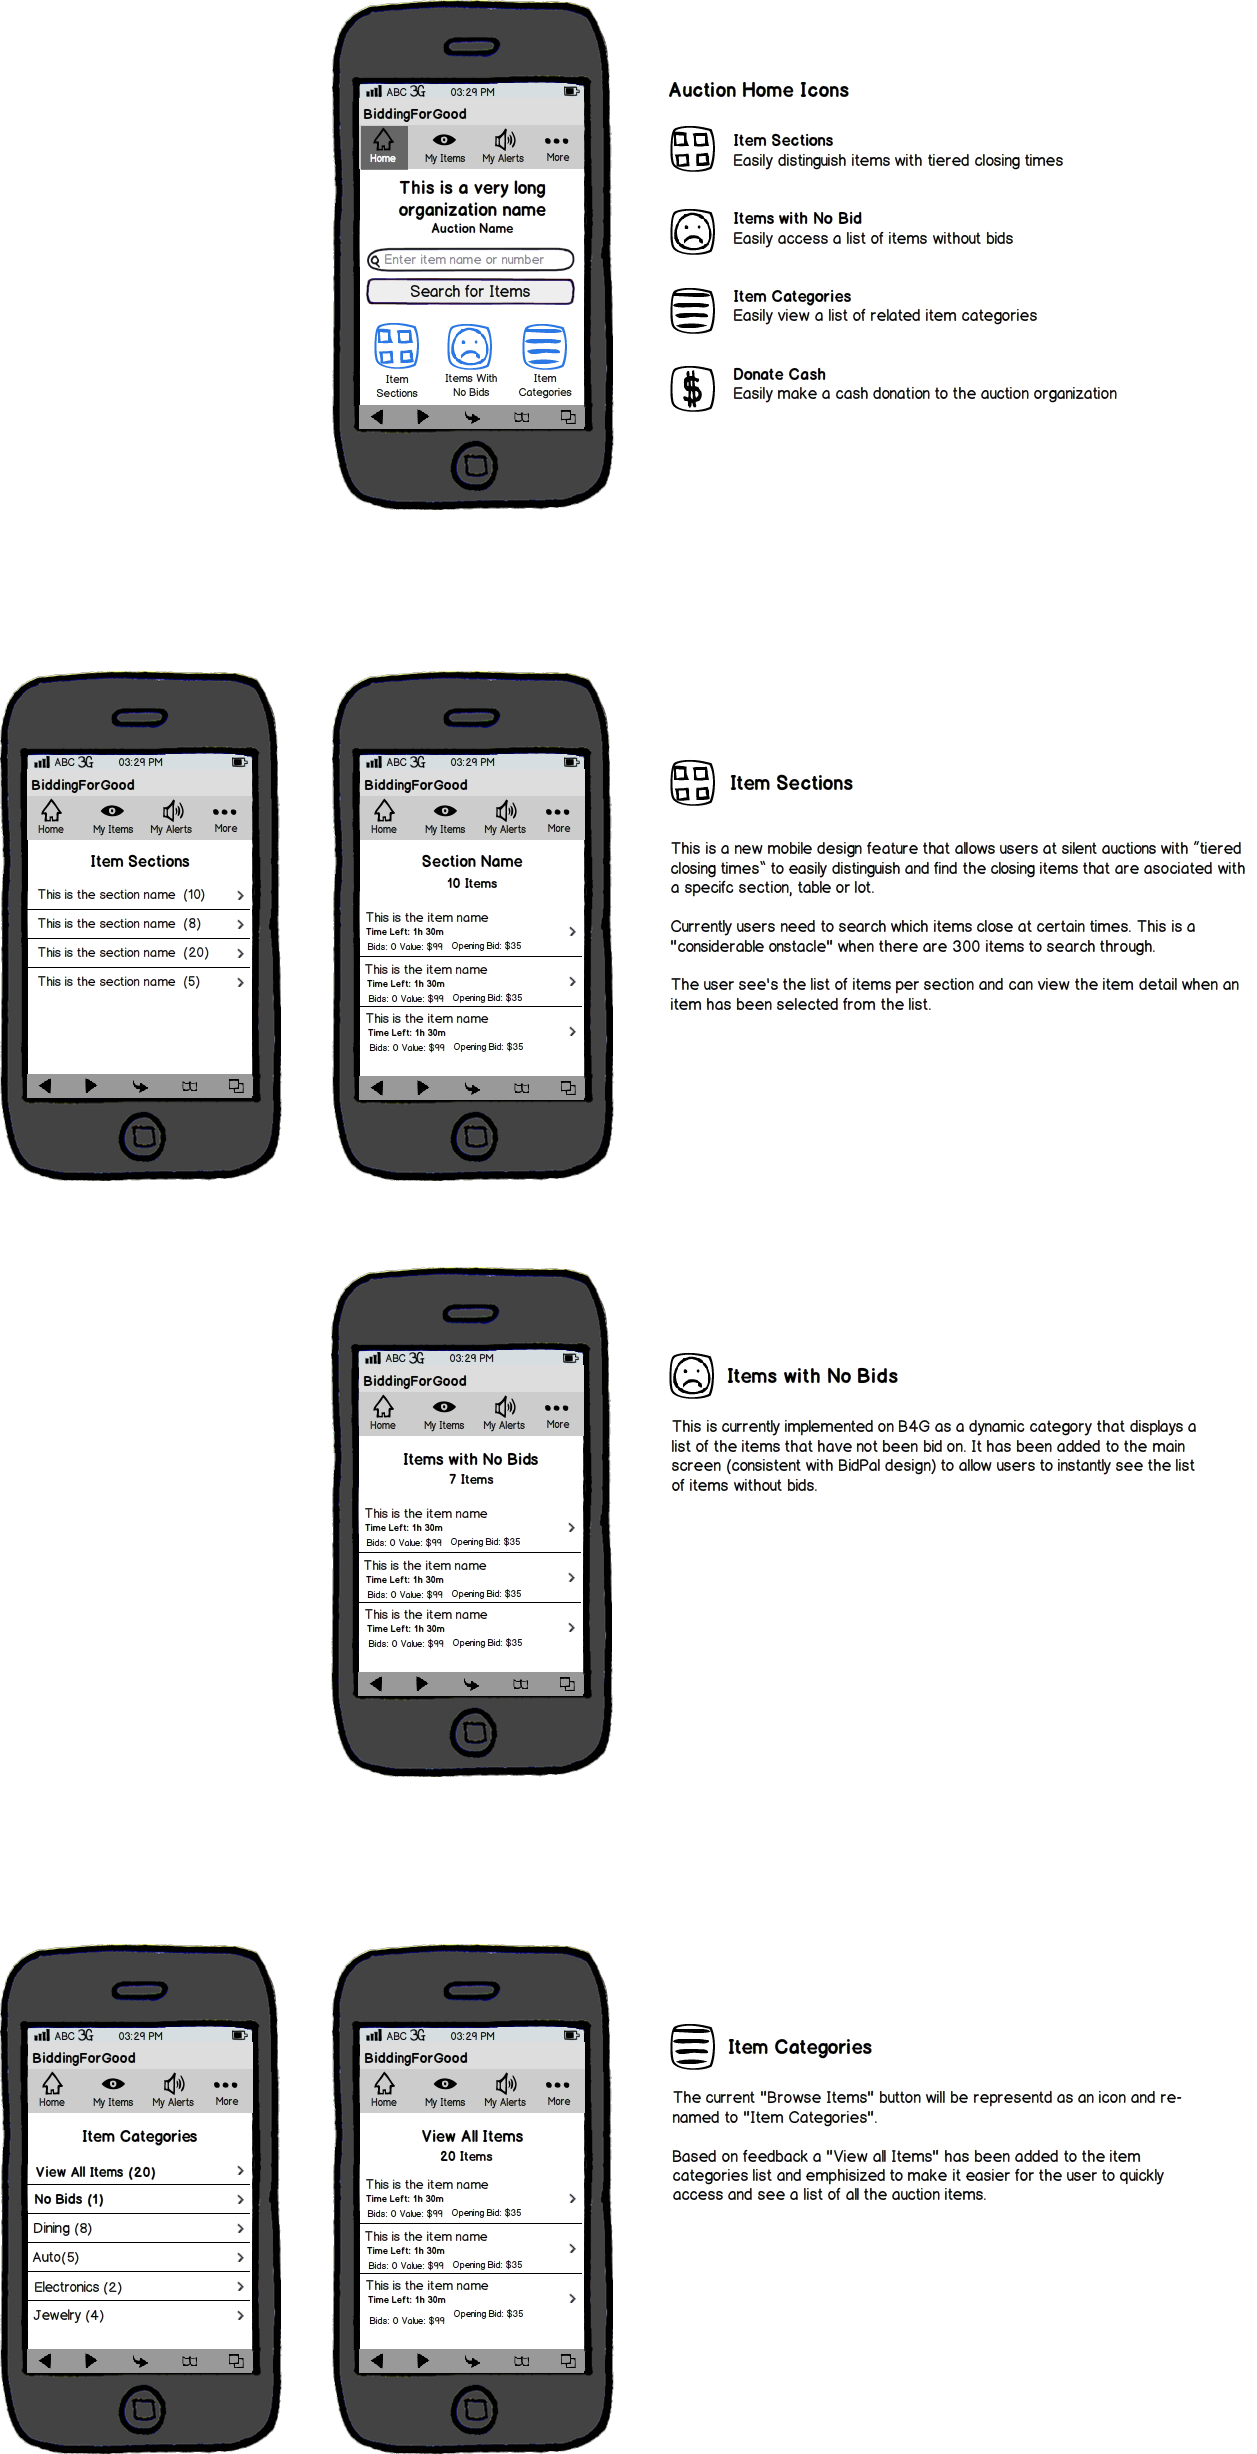 ABC 3G 03:29 PM
BiddingForGood
Home My Items My Alerts More
This is a very long
organization name
Auction Name
Enter item name or number
Search for Items
Item
Sections
Items With
No Bids
Item
Categories
Auction Home Icons
Item Sections
Easily distinguish items with tiered closing times
Items with No Bid
Easily access a list of items without bids
Item Categories
Easily view a list of related item categories
Donate Cash
Easily make a cash donation to the auction organization
ABC 3G 03:29 PM
BiddingForGood
Home My Items My Alerts More
Item Sections
This is the section name (10)
This is the section name (8)
This is the section name (20)
This is the section name (5)
ABC 3G 03:29 PM
BiddingForGood
Home My Items My Alerts More
Section Name
10 Items
This is the item name
Time Left: 1h 30m
Bids: 0 Value: $99 Opening Bid: $35
This is the item name
Time Left: 1h 30m
Bids: 0 Value: $99 Opening Bid: $35
This is the item name
Time Left: 1h 30m
Bids: 0 Value: $99 Opening Bid: $35
Item Sections
This is a new mobile design feature that allows users at silent auctions with “tiered
closing times“ to easily distinguish and find the closing items that are asociated with
a specifc section, table or lot.
Currently users need to search which items close at certain times. This is a
"considerable onstacle" when there are 300 items to search through.
The user see's the list of items per section and can view the item detail when an
item has been selected from the list.
ABC 3G 03:29 PM
BiddingForGood
Home My Items My Alerts More
Items with No Bids
7 Items
This is the item name
Time Left: 1h 30m
Bids: 0 Value: $99 Opening Bid: $35
This is the item name
Time Left: 1h 30m
Bids: 0 Value: $99 Opening Bid: $35
This is the item name
Time Left: 1h 30m
Bids: 0 Value: $99 Opening Bid: $35
Items with No Bids
This is currently implemented on B4G as a dynamic category that displays a
list of the items that have not been bid on. It has been added to the main
screen (consistent with BidPal design) to allow users to instantly see the list
of items without bids.
ABC 3G 03:29 PM
BiddingForGood
Home My Items My Alerts More
Item Categories
View All Items (20)
No Bids (1)
Dining (8)
Auto(5)
Electronics (2)
Jewelry (4)
ABC 3G 03:29 PM
BiddingForGood
Home My Items My Alerts More
View All Items
20 Items
This is the item name
Time Left: 1h 30m
Bids: 0 Value: $99 Opening Bid: $35
This is the item name
Time Left: 1h 30m
Bids: 0 Value: $99 Opening Bid: $35
This is the item name
Time Left: 1h 30m
Bids: 0 Value: $99 Opening Bid: $35
Item Categories
The current "Browse Items" button will be representd as an icon and re-
named to "Item Categories".
Based on feedback a "View all Items" has been added to the item
categories list and emphisized to make it easier for the user to quickly
access and see a list of all the auction items.